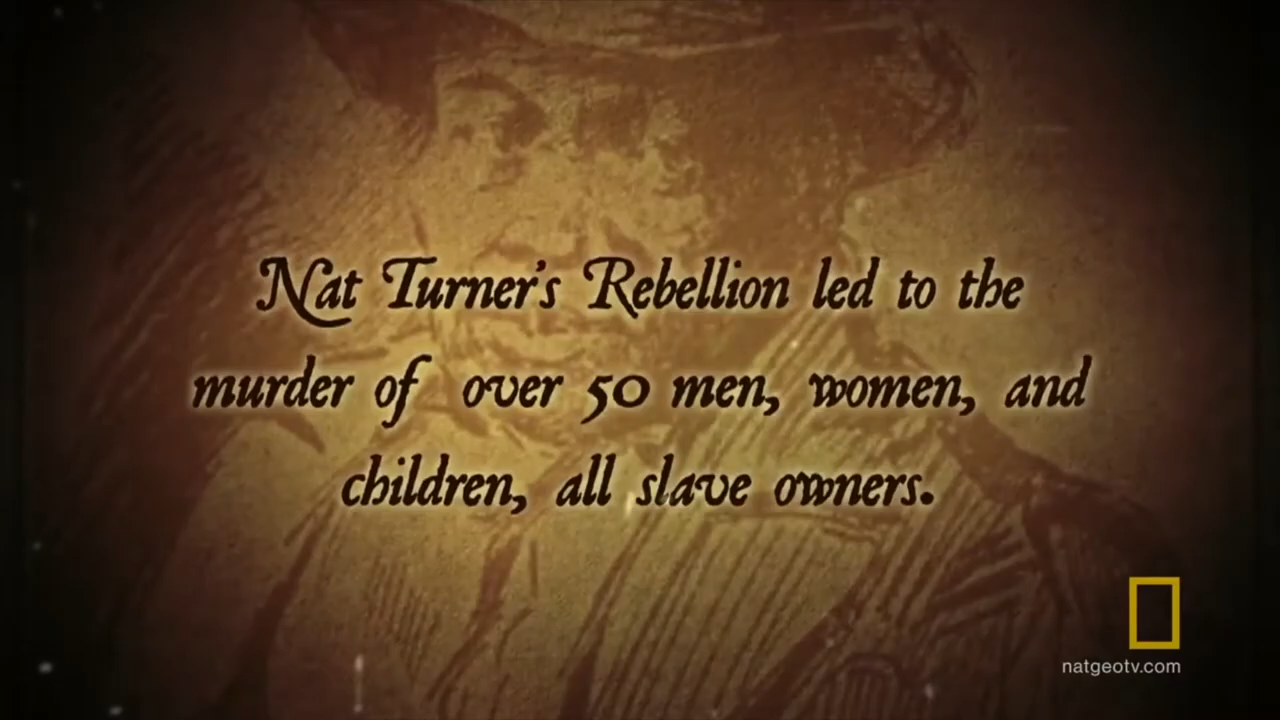 Nat Turner's Rebellion led to the
murder of over 50 men, women, and
children, all slave owners.
natgeotv.com